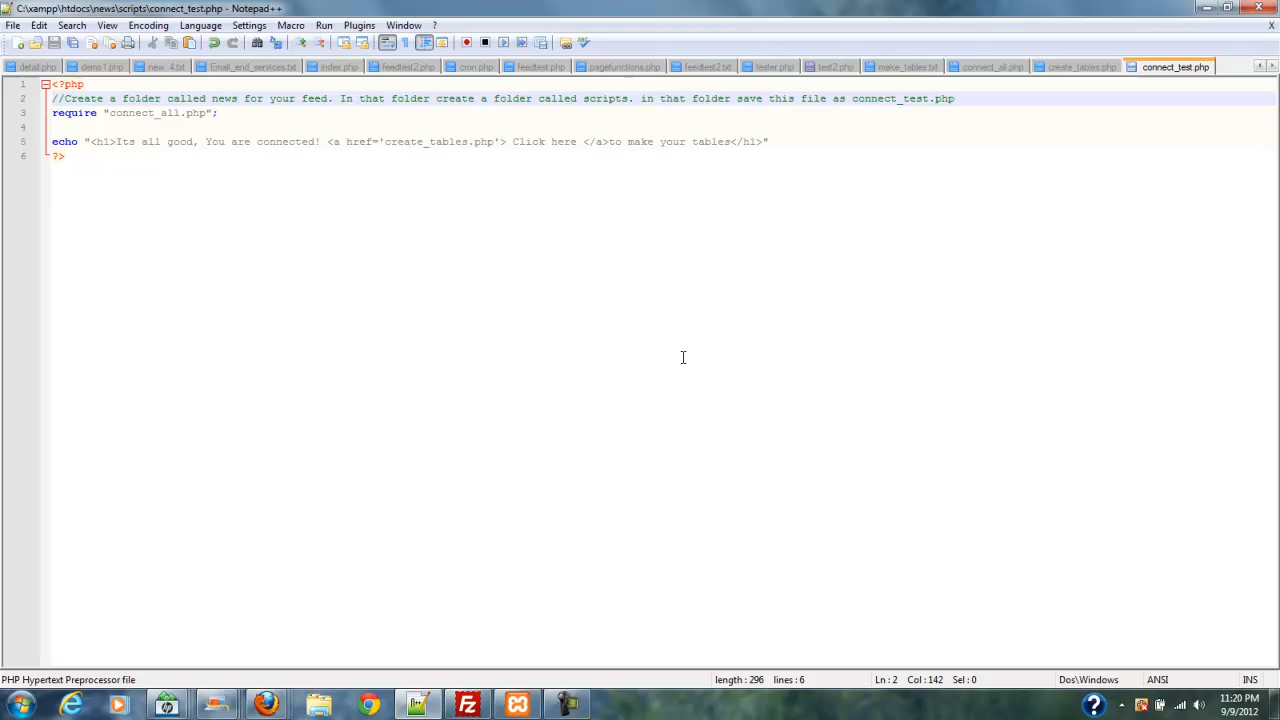 C:\xampp\htdocs\news\scripts\connect_test.php - Notepad++
File Edit Search View Encoding Language Settings Macro Run Plugins Window ? X
detail.php demo1.php new 4.txt Email_end_services.txt index.php feedtest2.php cron.php feedtest.php pagefunctions.php feedtest2.txt tester.php test2.php make_tables.txt connect_all.php create_tables.php connect_test.php
1 <?php
2 //Create a folder called news for your feed. In that folder create a folder called scripts. in that folder save this file as connect_test.php
3 require "connect_all.php";
4
5 echo "<h1>Its all good, You are connected! <a href='create_tables.php'> Click here </a>to make your tables</h1>"
6 ?>
PHP Hypertext Preprocessor file length : 296 lines : 6 Ln : 2 Col : 142 Sel : 0 Dos\Windows ANSI INS
11:20 PM
9/9/2012